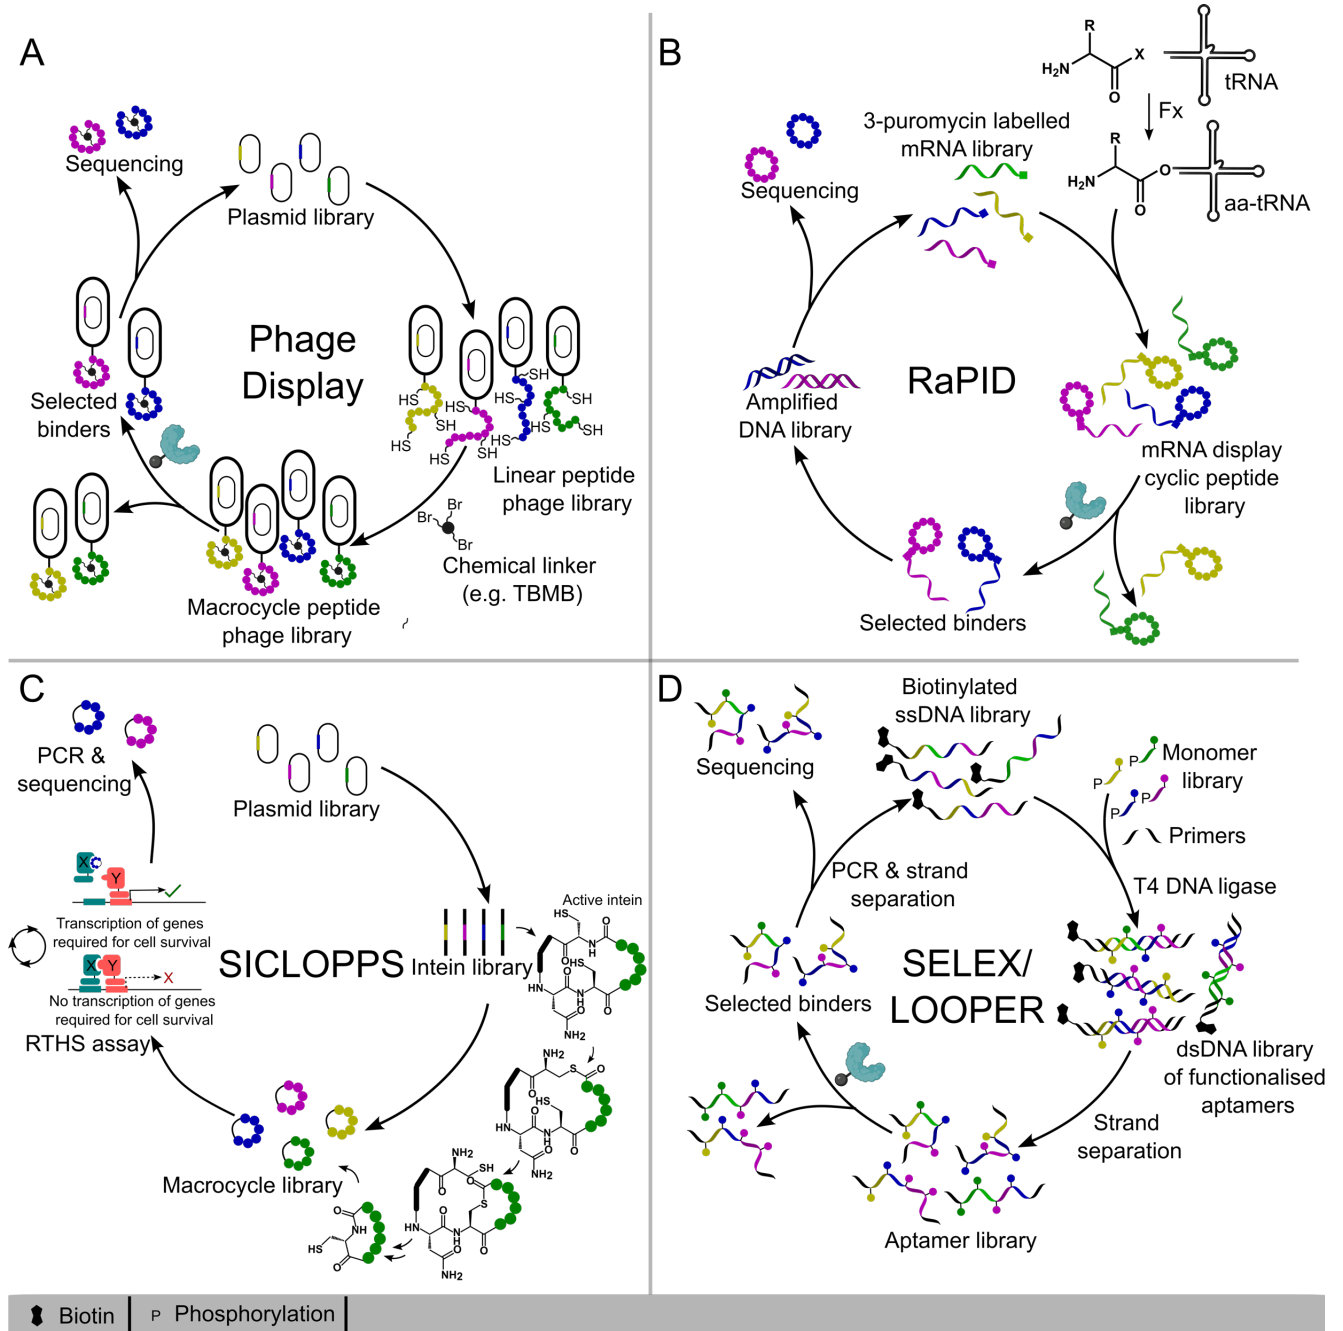 A
Sequencing
Plasmid library
Phage
Display
Selected
binders
SH
HS
HS
SH
HS
HS
SH
HS
SH
HS
SH
Linear peptide
phage library
Br
Br
Br
Chemical linker
(e.g. TBMB)
Macrocycle peptide
phage library
B
R
X
H2N
O
tRNA
Fx
R
H2N
O
O
aa-tRNA
3-puromycin labelled
mRNA library
Sequencing
RaPID
Amplified
DNA library
mRNA display
cyclic peptide
library
Selected binders
C
PCR &
sequencing
Plasmid library
X
Y
Transcription of genes
required for cell survival
X
Y
X
No transcription of genes
required for cell survival
RTHS assay
SICLOPPS
Intein library
Active intein
HS
O
O
N
H
HS
HN
O
N
H
O
O
NH2
NH2
O
S
O
HS
HN
O
N
H
O
O
NH2
NH2
SH
O
O
S
HN
O
N
H
O
O
NH2
O
NH
HS
O
Macrocycle library
D
Sequencing
Biotinylated
ssDNA library
P
P
P
P
Monomer
library
Primers
PCR & strand
separation
T4 DNA ligase
SELEX/
LOOPER
Selected binders
dsDNA library
of functionalised
aptamers
Strand
separation
Aptamer library
Biotin
P Phosphorylation